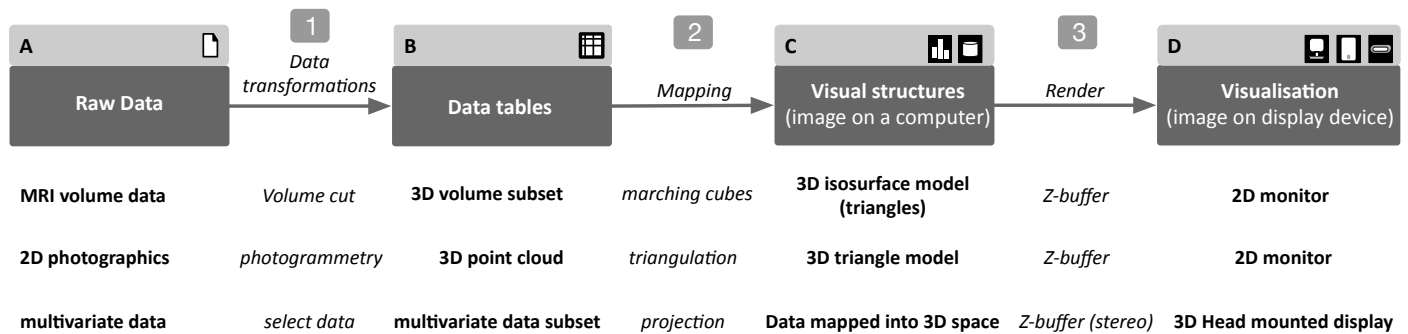 1
2
3
A
B
C
D
Data
transformations
Mapping
Render
Raw Data
Data tables
Visual structures
(image on a computer)
Visualisation
(image on display device)
MRI volume data
Volume cut
3D volume subset
marching cubes
3D isosurface model
(triangles)
Z-buffer
2D monitor
2D photographics
photogrammetry
3D point cloud
triangulation
3D triangle model
Z-buffer
2D monitor
multivariate data
select data
multivariate data subset
projection
Data mapped into 3D space
Z-buffer (stereo)
3D Head mounted display